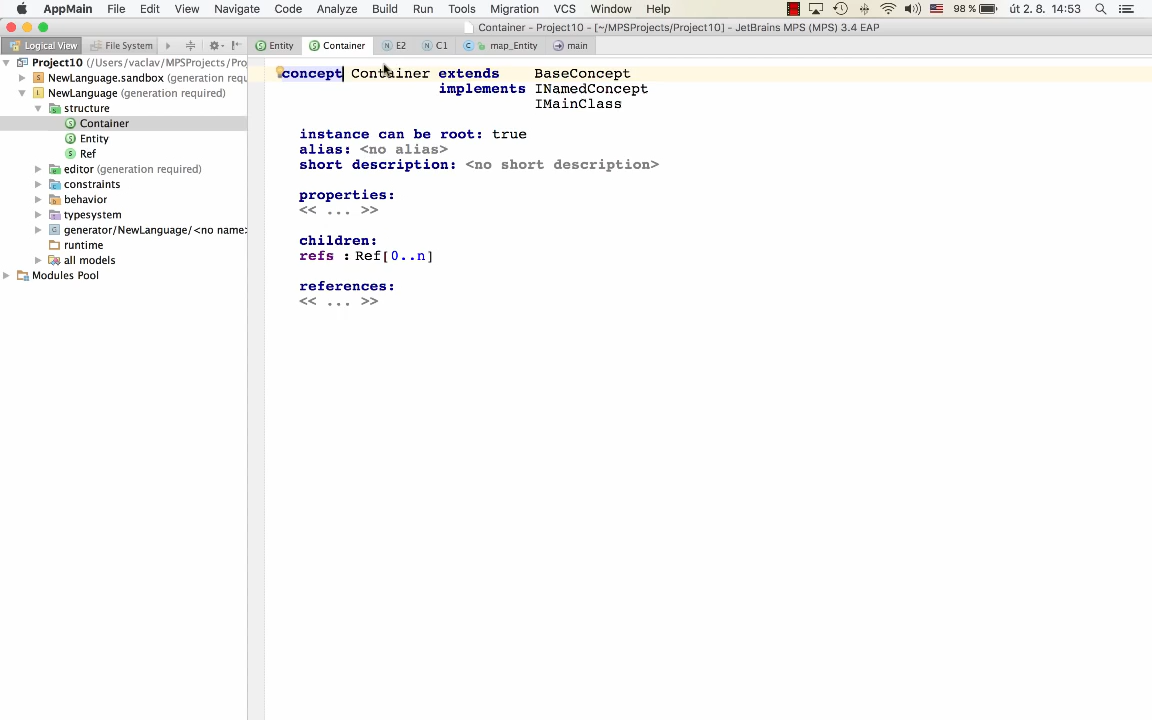 AppMain File Edit View Navigate Code Analyze Build Run Tools Migration VCS Window Help 98 % út 2. 8. 14:53
Container - Project10 - [~/MPSProjects/Project10] - JetBrains MPS (MPS) 3.4 EAP
Logical View File System Entity Container E2 C1 map_Entity main
Project10 (/Users/vaclav/MPSProjects/Pro
NewLanguage.sandbox (generation requ
NewLanguage (generation required)
structure
Container
Entity
Ref
editor (generation required)
constraints
behavior
typesystem
generator/NewLanguage/<no name>
runtime
all models
Modules Pool
concept Container extends BaseConcept
implements INamedConcept
IMainClass
instance can be root: true
alias: <no alias>
short description: <no short description>
properties:
<< ... >>
children:
refs : Ref[0..n]
references:
<< ... >>